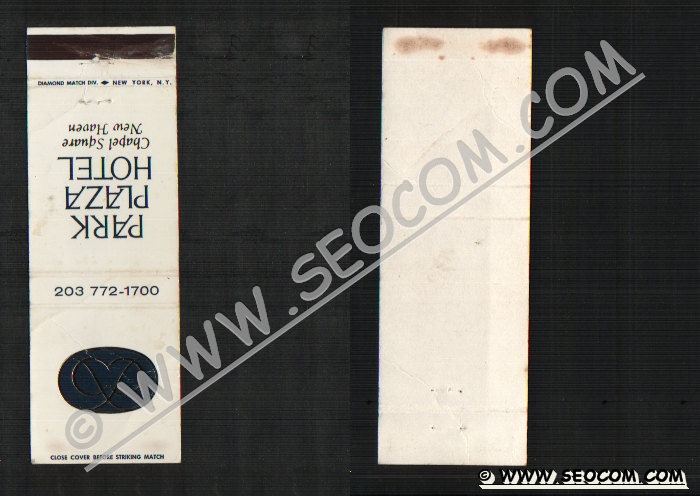 DIAMOND MATCH DIV. NEW YORK, N.Y.
PARK
PLAZA
HOTEL
Chapel Square
New Haven
203 772-1700
CLOSE COVER BEFORE STRIKING MATCH
© WWW.SEOCOM.COM
© WWW.SEOCOM.COM